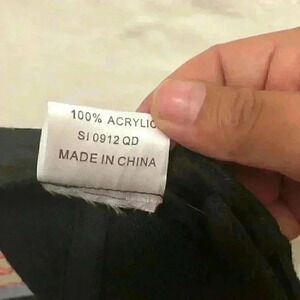 100% ACRYLIC
SI 0912 QD
MADE IN CHINA